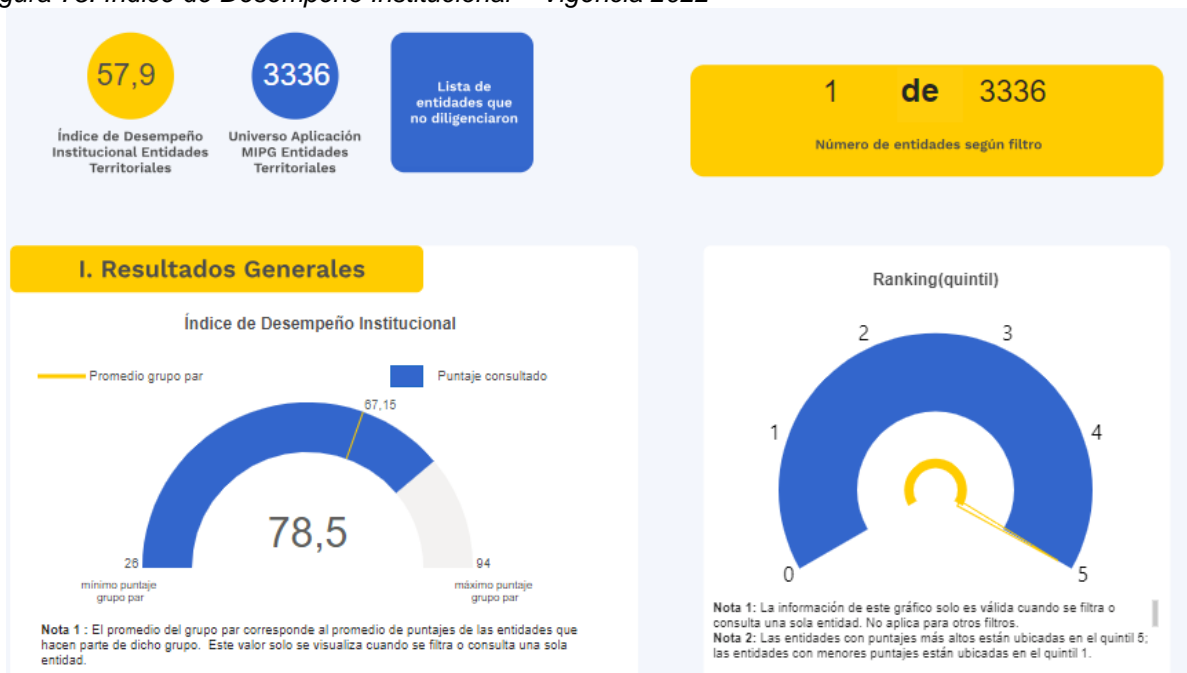 Índice de Desempeño Institucional – Vigencia 2022
57,9
Índice de Desempeño
Institucional Entidades
Territoriales
3336
Universo Aplicación
MIPG Entidades
Territoriales
Lista de
entidades que
no diligenciaron
1 de 3336
Número de entidades según filtro
I. Resultados Generales
Índice de Desempeño Institucional
Promedio grupo par
Puntaje consultado
67,15
78,5
26
mínimo puntaje
grupo par
94
máximo puntaje
grupo par
Nota 1 : El promedio del grupo par corresponde al promedio de puntajes de las entidades que
hacen parte de dicho grupo. Este valor solo se visualiza cuando se filtra o consulta una sola
entidad.
Ranking(quintil)
2
3
1
4
0
5
Nota 1: La información de este gráfico solo es válida cuando se filtra o
consulta una sola entidad. No aplica para otros filtros.
Nota 2: Las entidades con puntajes más altos están ubicadas en el quintil 5;
las entidades con menores puntajes están ubicadas en el quintil 1.